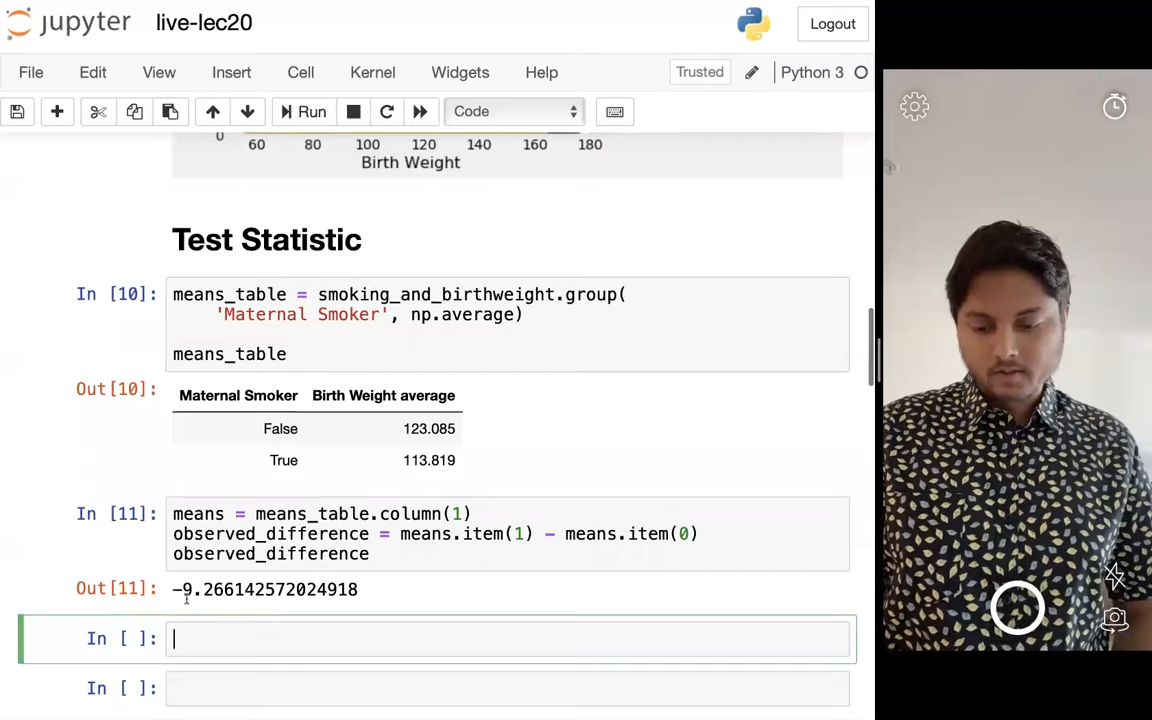 jupyter live-lec20 Logout
File Edit View Insert Cell Kernel Widgets Help Trusted Python 3
Run Code
0
60 80 100 120 140 160 180
Birth Weight
Test Statistic
In [10]: means_table = smoking_and_birthweight.group(
'Maternal Smoker', np.average)
means_table
Out[10]: Maternal Smoker Birth Weight average
False 123.085
True 113.819
In [11]: means = means_table.column(1)
observed_difference = means.item(1) - means.item(0)
observed_difference
Out[11]: -9.266142572024918
In [ ]:
In [ ]: